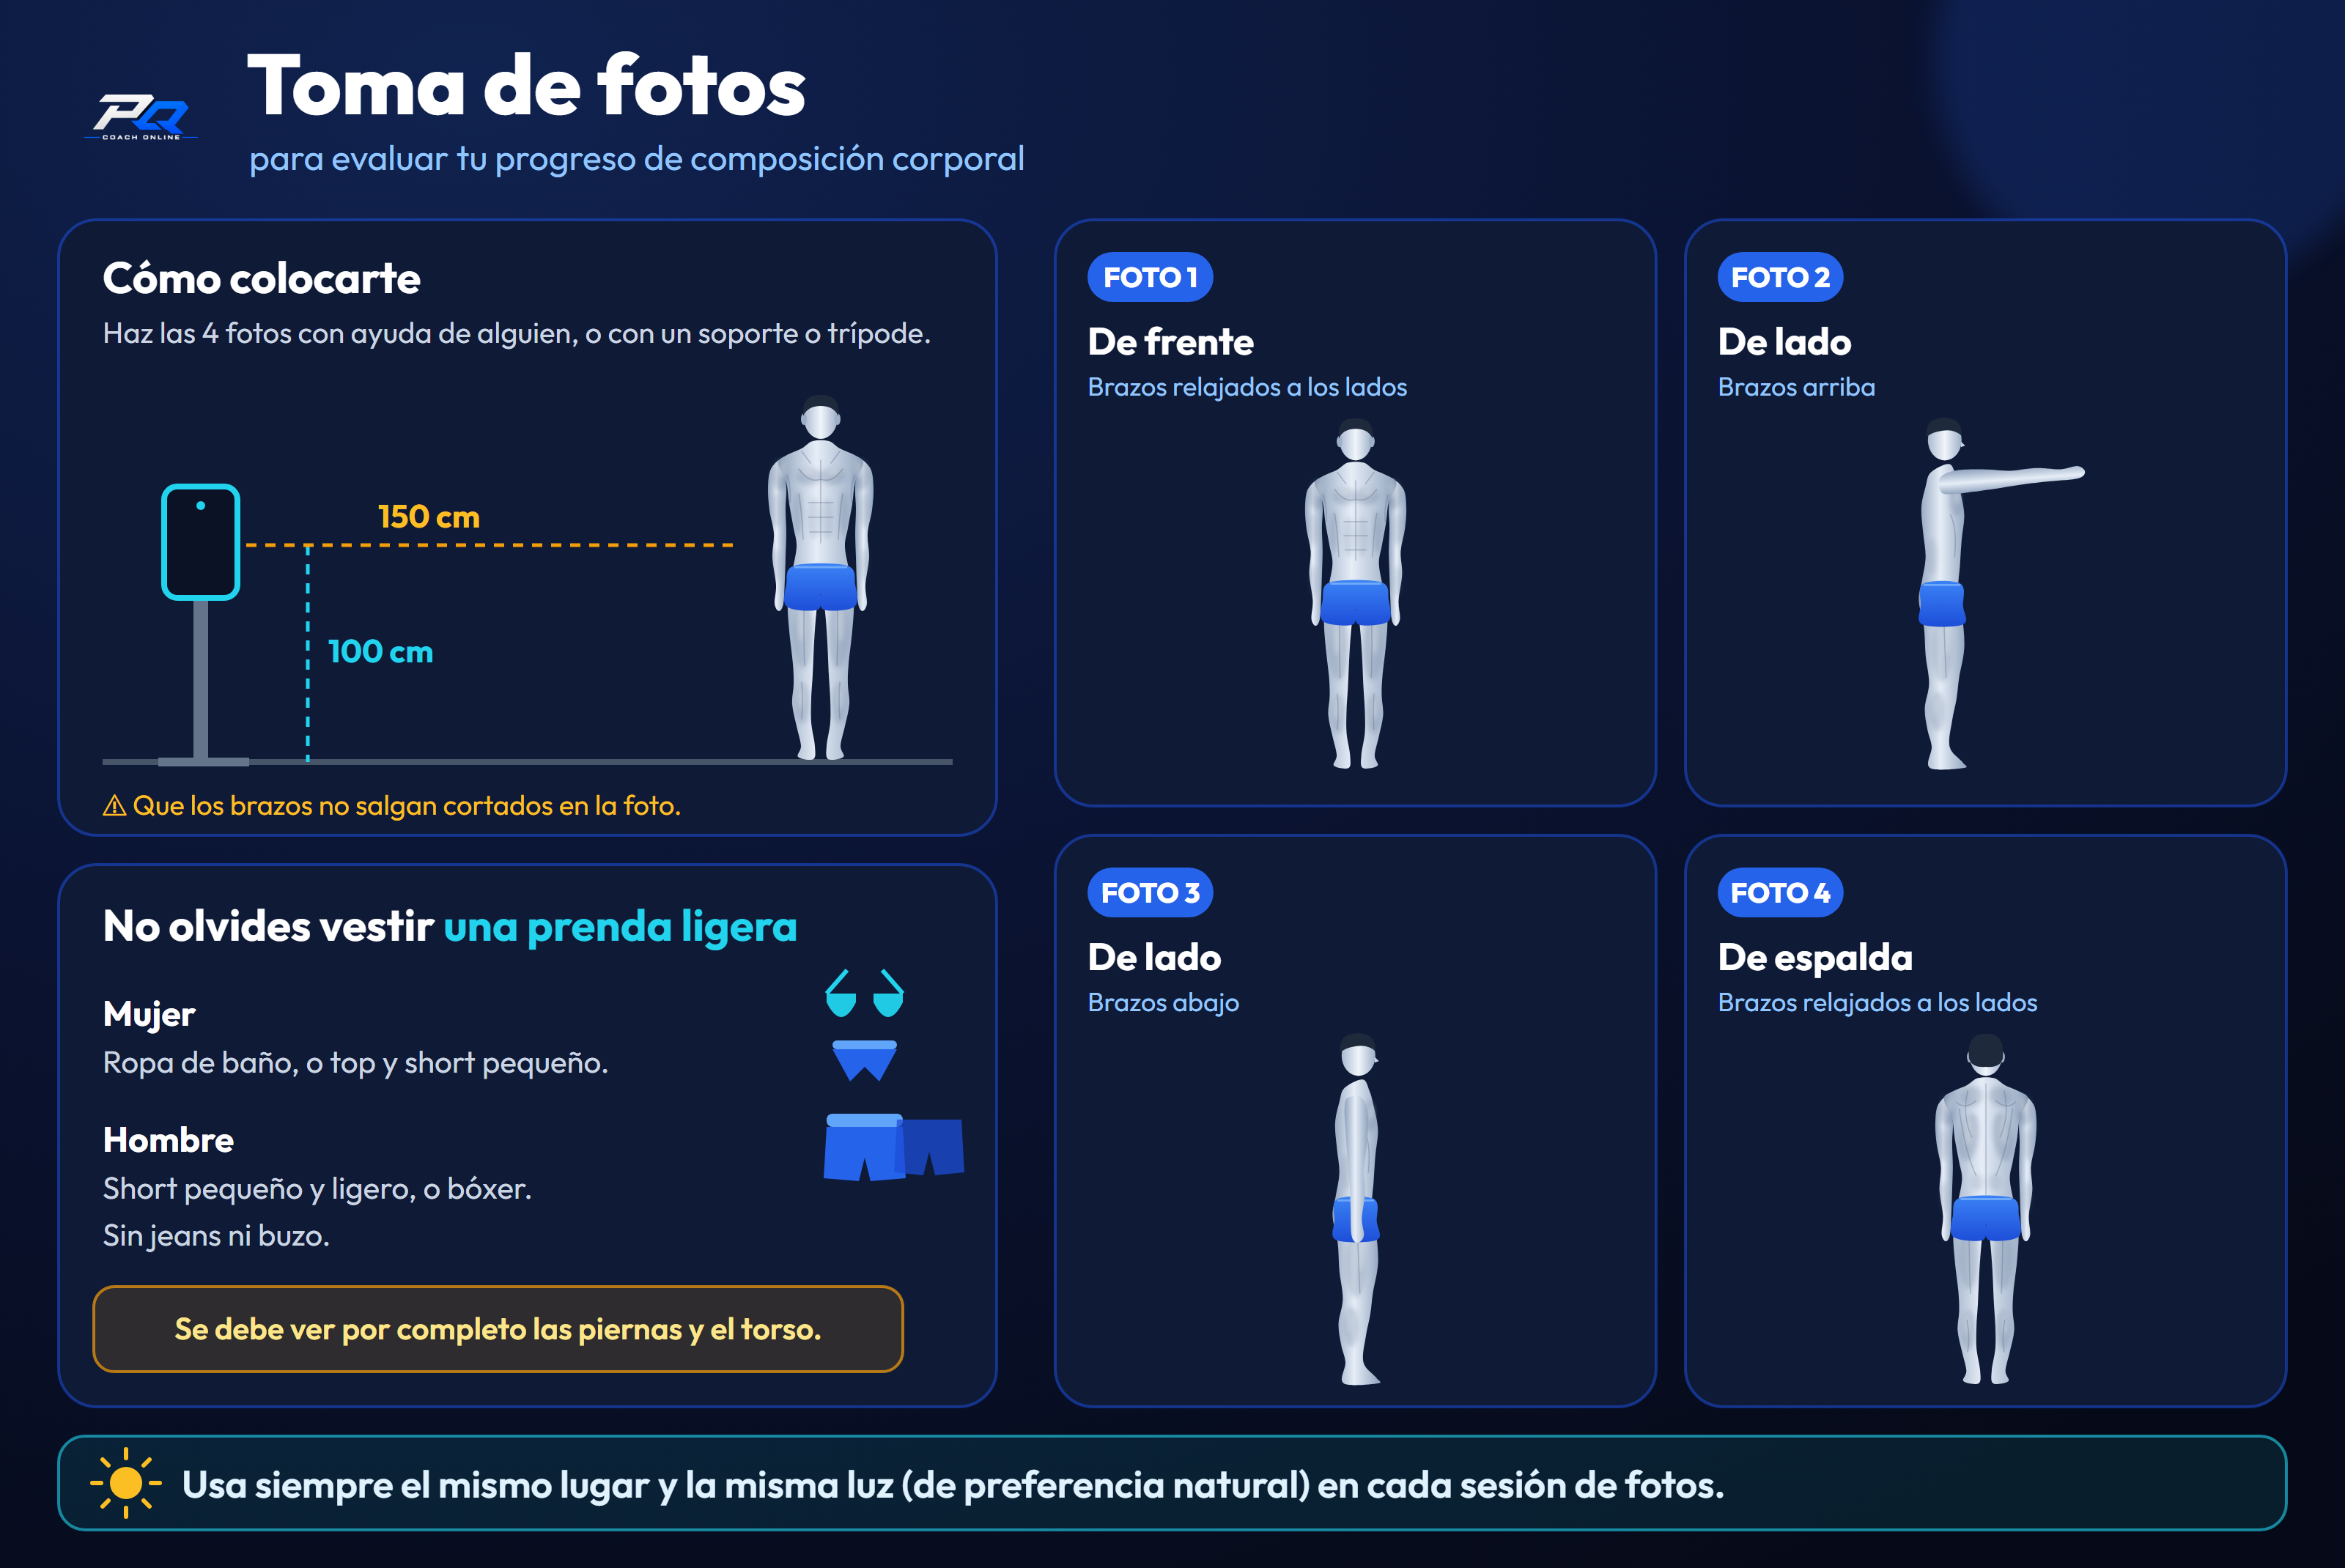 PQ
COACH ONLINE
Toma de fotos
para evaluar tu progreso de composición corporal
Cómo colocarte
Haz las 4 fotos con ayuda de alguien, o con un soporte o trípode.
150 cm
100 cm
⚠ Que los brazos no salgan cortados en la foto.
No olvides vestir una prenda ligera
Mujer
Ropa de baño, o top y short pequeño.
Hombre
Short pequeño y ligero, o bóxer.
Sin jeans ni buzo.
Se debe ver por completo las piernas y el torso.
FOTO 1
De frente
Brazos relajados a los lados
FOTO 2
De lado
Brazos arriba
FOTO 3
De lado
Brazos abajo
FOTO 4
De espalda
Brazos relajados a los lados
Usa siempre el mismo lugar y la misma luz (de preferencia natural) en cada sesión de fotos.